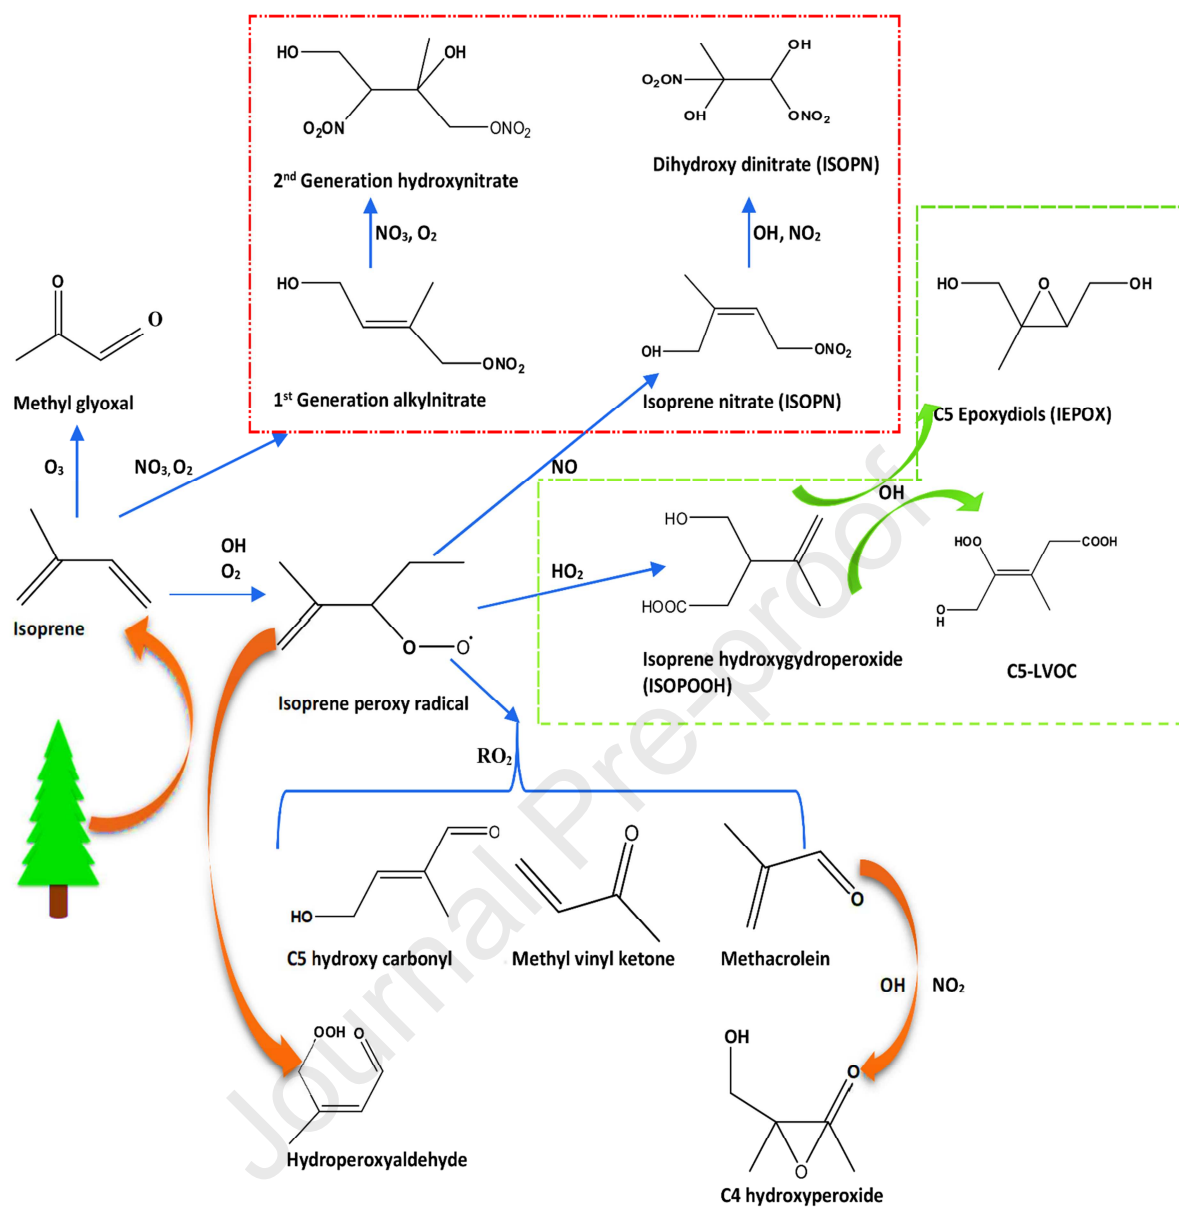 HO
OH
O₂ON
ONO₂
2nd Generation hydroxynitrate
OH
O₂ON
OH
ONO₂
Dihydroxy dinitrate (ISOPN)
NO₃, O₂
OH, NO₂
HO
ONO₂
1st Generation alkylnitrate
OH
ONO₂
Isoprene nitrate (ISOPN)
HO
O
OH
C5 Epoxydiols (IEPOX)
O
O
Methyl glyoxal
O₃
NO₃,O₂
NO
OH
OH
O₂
HO₂
Isoprene
O
O•
Isoprene peroxy radical
HO
HOOC
Isoprene hydroxygydroperoxide
(ISOPOOH)
HOO
COOH
O
H
C5-LVOC
RO₂
O
HO
C5 hydroxy carbonyl
O
Methyl vinyl ketone
O
Methacrolein
OH
NO₂
OOH
O
Hydroperoxyaldehyde
OH
O
O
C4 hydroxyperoxide
Journal Pre-proof